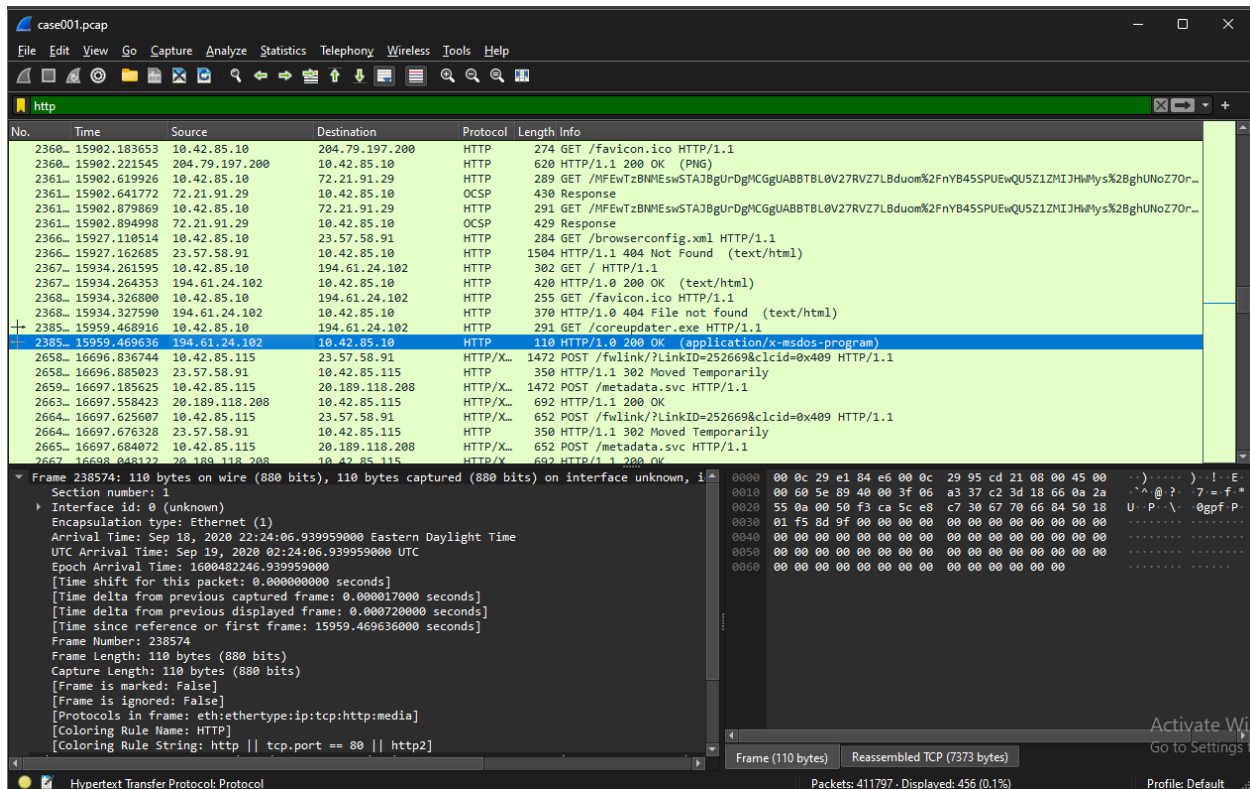 case001.pcap
File Edit View Go Capture Analyze Statistics Telephony Wireless Tools Help
http
No. Time Source Destination Protocol Length Info
2360… 15902.183653 10.42.85.10 204.79.197.200 HTTP 274 GET /favicon.ico HTTP/1.1
2360… 15902.221545 204.79.197.200 10.42.85.10 HTTP 620 HTTP/1.1 200 OK (PNG)
2361… 15902.619926 10.42.85.10 72.21.91.29 HTTP 289 GET /MFEwTzBNMEswSTAJBgUrDgMCGgUABBTBL0V27RVZ7LBduom%2FnYB45SPUEwQU5Z1ZMIJHWMys%2BghUNoZ7Or…
2361… 15902.641772 72.21.91.29 10.42.85.10 OCSP 430 Response
2361… 15902.879869 10.42.85.10 72.21.91.29 HTTP 291 GET /MFEwTzBNMEswSTAJBgUrDgMCGgUABBTBL0V27RVZ7LBduom%2FnYB45SPUEwQU5Z1ZMIJHWMys%2BghUNoZ7Or…
2361… 15902.894998 72.21.91.29 10.42.85.10 OCSP 429 Response
2366… 15927.110514 10.42.85.10 23.57.58.91 HTTP 284 GET /browserconfig.xml HTTP/1.1
2366… 15927.162685 23.57.58.91 10.42.85.10 HTTP 1504 HTTP/1.1 404 Not Found (text/html)
2367… 15934.261595 10.42.85.10 194.61.24.102 HTTP 302 GET / HTTP/1.1
2367… 15934.264353 194.61.24.102 10.42.85.10 HTTP 420 HTTP/1.0 200 OK (text/html)
2368… 15934.326800 10.42.85.10 194.61.24.102 HTTP 255 GET /favicon.ico HTTP/1.1
2368… 15934.327590 194.61.24.102 10.42.85.10 HTTP 370 HTTP/1.0 404 File not found (text/html)
2385… 15959.468916 10.42.85.10 194.61.24.102 HTTP 291 GET /coreupdater.exe HTTP/1.1
2385… 15959.469636 194.61.24.102 10.42.85.10 HTTP 110 HTTP/1.0 200 OK (application/x-msdos-program)
2658… 16696.836744 10.42.85.115 23.57.58.91 HTTP/X… 1472 POST /fwlink/?LinkID=252669&clcid=0x409 HTTP/1.1
2658… 16696.885023 23.57.58.91 10.42.85.115 HTTP 350 HTTP/1.1 302 Moved Temporarily
2658… 16697.185625 10.42.85.115 20.189.118.208 HTTP/X… 1472 POST /metadata.svc HTTP/1.1
2663… 16697.558423 20.189.118.208 10.42.85.115 HTTP/X… 692 HTTP/1.1 200 OK
2664… 16697.625607 10.42.85.115 23.57.58.91 HTTP/X… 652 POST /fwlink/?LinkID=252669&clcid=0x409 HTTP/1.1
2664… 16697.676328 23.57.58.91 10.42.85.115 HTTP 350 HTTP/1.1 302 Moved Temporarily
2665… 16697.684072 10.42.85.115 20.189.118.208 HTTP/X… 652 POST /metadata.svc HTTP/1.1
2667… 16698.048122 20.189.118.208 10.42.85.115 HTTP/X… 692 HTTP/1.1 200 OK
Frame 238574: 110 bytes on wire (880 bits), 110 bytes captured (880 bits) on interface unknown, i
Section number: 1
Interface id: 0 (unknown)
Encapsulation type: Ethernet (1)
Arrival Time: Sep 18, 2020 22:24:06.939959000 Eastern Daylight Time
UTC Arrival Time: Sep 19, 2020 02:24:06.939959000 UTC
Epoch Arrival Time: 1600482246.939959000
[Time shift for this packet: 0.000000000 seconds]
[Time delta from previous captured frame: 0.000017000 seconds]
[Time delta from previous displayed frame: 0.000720000 seconds]
[Time since reference or first frame: 15959.469636000 seconds]
Frame Number: 238574
Frame Length: 110 bytes (880 bits)
Capture Length: 110 bytes (880 bits)
[Frame is marked: False]
[Frame is ignored: False]
[Protocols in frame: eth:ethertype:ip:tcp:http:media]
[Coloring Rule Name: HTTP]
[Coloring Rule String: http || tcp.port == 80 || http2]
0000 00 0c 29 e1 84 e6 00 0c 29 95 cd 21 08 00 45 00 ··)····· )··!··E·
0010 00 60 5e 89 40 00 3f 06 a3 37 c2 3d 18 66 0a 2a ·`^·@·?· ·7·=·f·*
0020 55 0a 00 50 f3 ca 5c e8 c7 30 67 70 66 84 50 18 U··P··\· ·0gpf·P·
0030 01 f5 8d 9f 00 00 00 00 00 00 00 00 00 00 00 00 ········ ········
0040 00 00 00 00 00 00 00 00 00 00 00 00 00 00 00 00 ········ ········
0050 00 00 00 00 00 00 00 00 00 00 00 00 00 00 00 00 ········ ········
0060 00 00 00 00 00 00 00 00 00 00 00 00 00 00 ········ ······
Activate Wi
Go to Settings t
Frame (110 bytes) Reassembled TCP (7373 bytes)
Hypertext Transfer Protocol: Protocol Packets: 411797 · Displayed: 456 (0.1%) Profile: Default